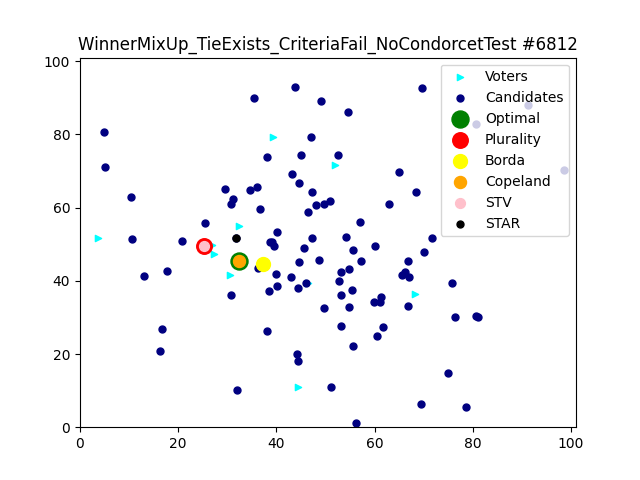 WinnerMixUp_TieExists_CriteriaFail_NoCondorcetTest #6812
100
80
60
40
20
0
0 20 40 60 80 100
Voters
Candidates
Optimal
Plurality
Borda
Copeland
STV
STAR